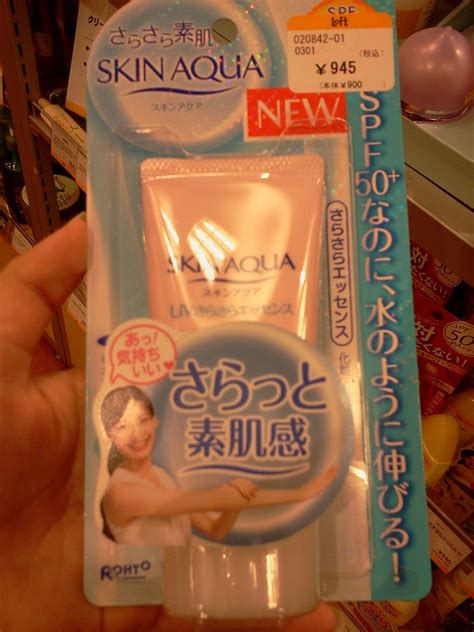 SPF
Loft
020842-01
0301
(税込)
¥945
(本体 ¥900)
さらさら素肌
SKIN AQUA
スキンアクア
NEW
SPF50+なのに、水のように伸びる!
さらさらエッセンス
SKIN AQUA
スキンアクア
UVさらさらエッセンス
あっ!
気持ち
いい
さらっと
素肌感
ROHTO